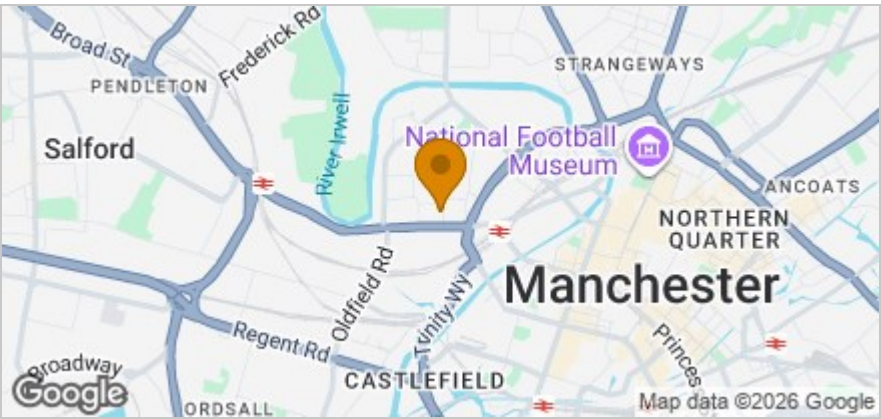 Broad St
Frederick Rd
PENDLETON
STRANGEWAYS
Salford
River Irwell
National Football
Museum
ANCOATS
NORTHERN
QUARTER
Oldfield Rd
Manchester
Trinity Wy
Regent Rd
Princes
Broadway
CASTLEFIELD
Google
ORDSALL
Map data ©2026 Google